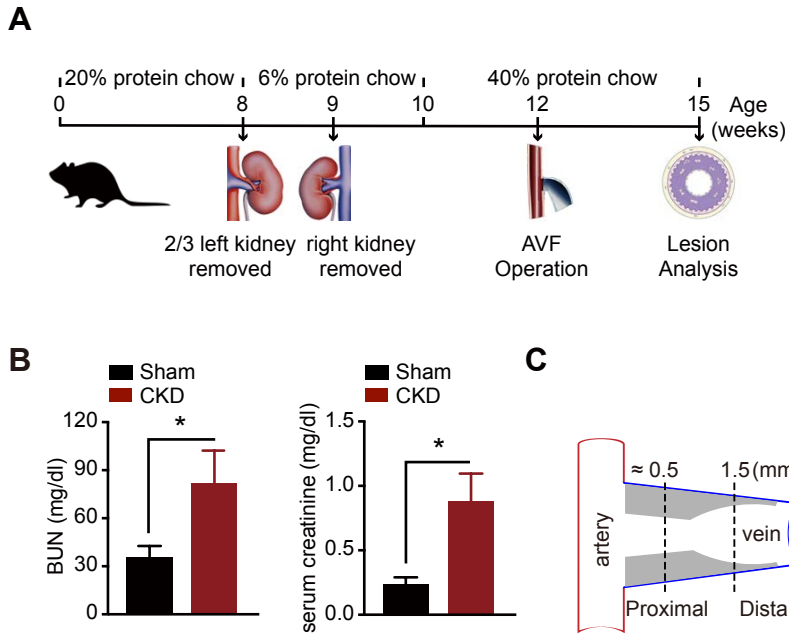 A
20% protein chow 6% protein chow 40% protein chow
0 8 9 10 12 15 Age
(weeks)
2/3 left kidney
removed
right kidney
removed
AVF
Operation
Lesion
Analysis
B
Sham
CKD
BUN (mg/dl)
120
90
60
30
0
*
Sham
CKD
serum creatinine (mg/dl)
1.5
1.0
0.5
0.0
*
C
≈ 0.5 1.5 (mm
artery
vein
Proximal Dista